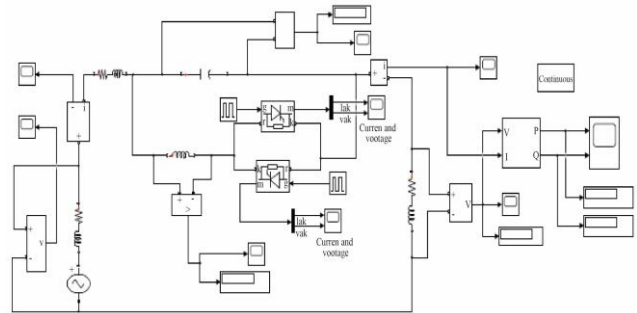 Continuous
i
+
-
- i
+
g m
Iak
vak
Curren and
vootage
V P
I Q
+
-
V
+
-
v
+ -
>
m g
Iak
vak
Curren and
vootage
+